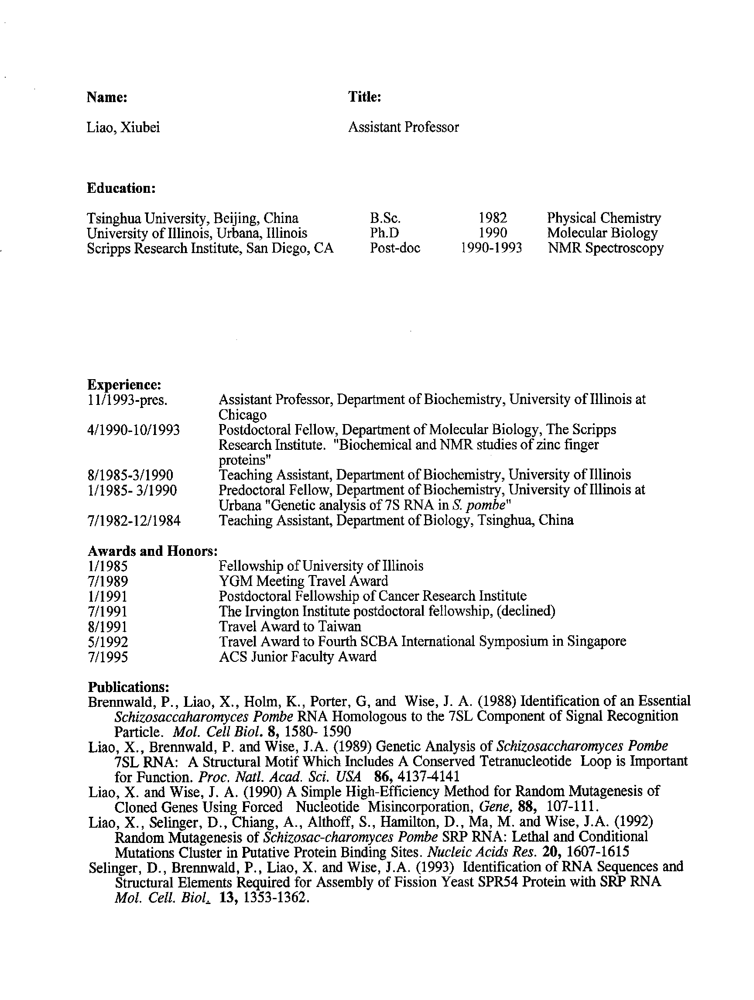 Name: Title:
Liao, Xiubei Assistant Professor
Education:
Tsinghua University, Beijing, China B.Sc. 1982 Physical Chemistry
University of Illinois, Urbana, Illinois Ph.D 1990 Molecular Biology
Scripps Research Institute, San Diego, CA Post-doc 1990-1993 NMR Spectroscopy
Experience:
11/1993-pres. Assistant Professor, Department of Biochemistry, University of Illinois at
Chicago
4/1990-10/1993 Postdoctoral Fellow, Department of Molecular Biology, The Scripps
Research Institute. "Biochemical and NMR studies of zinc finger
proteins"
8/1985-3/1990 Teaching Assistant, Department of Biochemistry, University of Illinois
1/1985- 3/1990 Predoctoral Fellow, Department of Biochemistry, University of Illinois at
Urbana "Genetic analysis of 7S RNA in S. pombe"
7/1982-12/1984 Teaching Assistant, Department of Biology, Tsinghua, China
Awards and Honors:
1/1985 Fellowship of University of Illinois
7/1989 YGM Meeting Travel Award
1/1991 Postdoctoral Fellowship of Cancer Research Institute
7/1991 The Irvington Institute postdoctoral fellowship, (declined)
8/1991 Travel Award to Taiwan
5/1992 Travel Award to Fourth SCBA International Symposium in Singapore
7/1995 ACS Junior Faculty Award
Publications:
Brennwald, P., Liao, X., Holm, K., Porter, G, and Wise, J. A. (1988) Identification of an Essential
Schizosaccaharomyces Pombe RNA Homologous to the 7SL Component of Signal Recognition
Particle. Mol. Cell Biol. 8, 1580- 1590
Liao, X., Brennwald, P. and Wise, J.A. (1989) Genetic Analysis of Schizosaccharomyces Pombe
7SL RNA: A Structural Motif Which Includes A Conserved Tetranucleotide Loop is Important
for Function. Proc. Natl. Acad. Sci. USA 86, 4137-4141
Liao, X. and Wise, J. A. (1990) A Simple High-Efficiency Method for Random Mutagenesis of
Cloned Genes Using Forced Nucleotide Misincorporation, Gene, 88, 107-111.
Liao, X., Selinger, D., Chiang, A., Althoff, S., Hamilton, D., Ma, M. and Wise, J.A. (1992)
Random Mutagenesis of Schizosac-charomyces Pombe SRP RNA: Lethal and Conditional
Mutations Cluster in Putative Protein Binding Sites. Nucleic Acids Res. 20, 1607-1615
Selinger, D., Brennwald, P., Liao, X. and Wise, J.A. (1993) Identification of RNA Sequences and
Structural Elements Required for Assembly of Fission Yeast SPR54 Protein with SRP RNA
Mol. Cell. Biol. 13, 1353-1362.